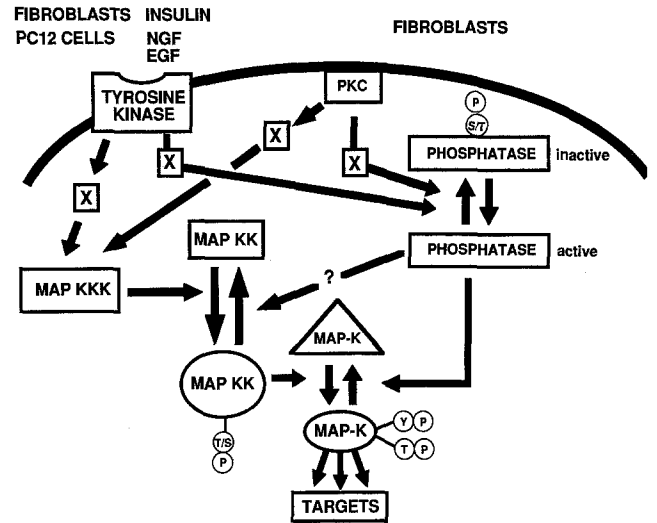 FIBROBLASTS INSULIN
PC12 CELLS NGF
EGF
FIBROBLASTS
TYROSINE
KINASE
PKC
P
S/T
X
X
X
PHOSPHATASE inactive
X
MAP KK
PHOSPHATASE active
MAP KKK
?
MAP-K
MAP KK
T/S
P
MAP-K
Y P
T P
TARGETS